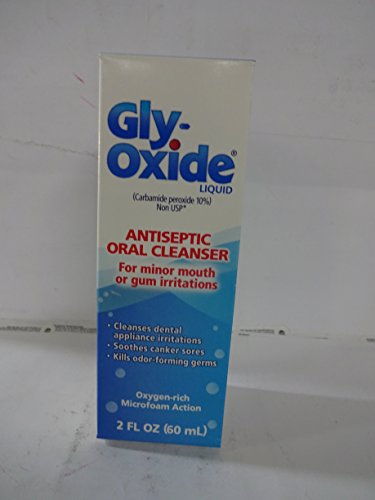 Gly-
Oxide®
LIQUID
(Carbamide peroxide 10%)
Non USP*
ANTISEPTIC
ORAL CLEANSER
For minor mouth
or gum irritations
• Cleanses dental
appliance irritations
• Soothes canker sores
• Kills odor-forming germs
Oxygen-rich
Microfoam Action
2 FL OZ (60 mL)